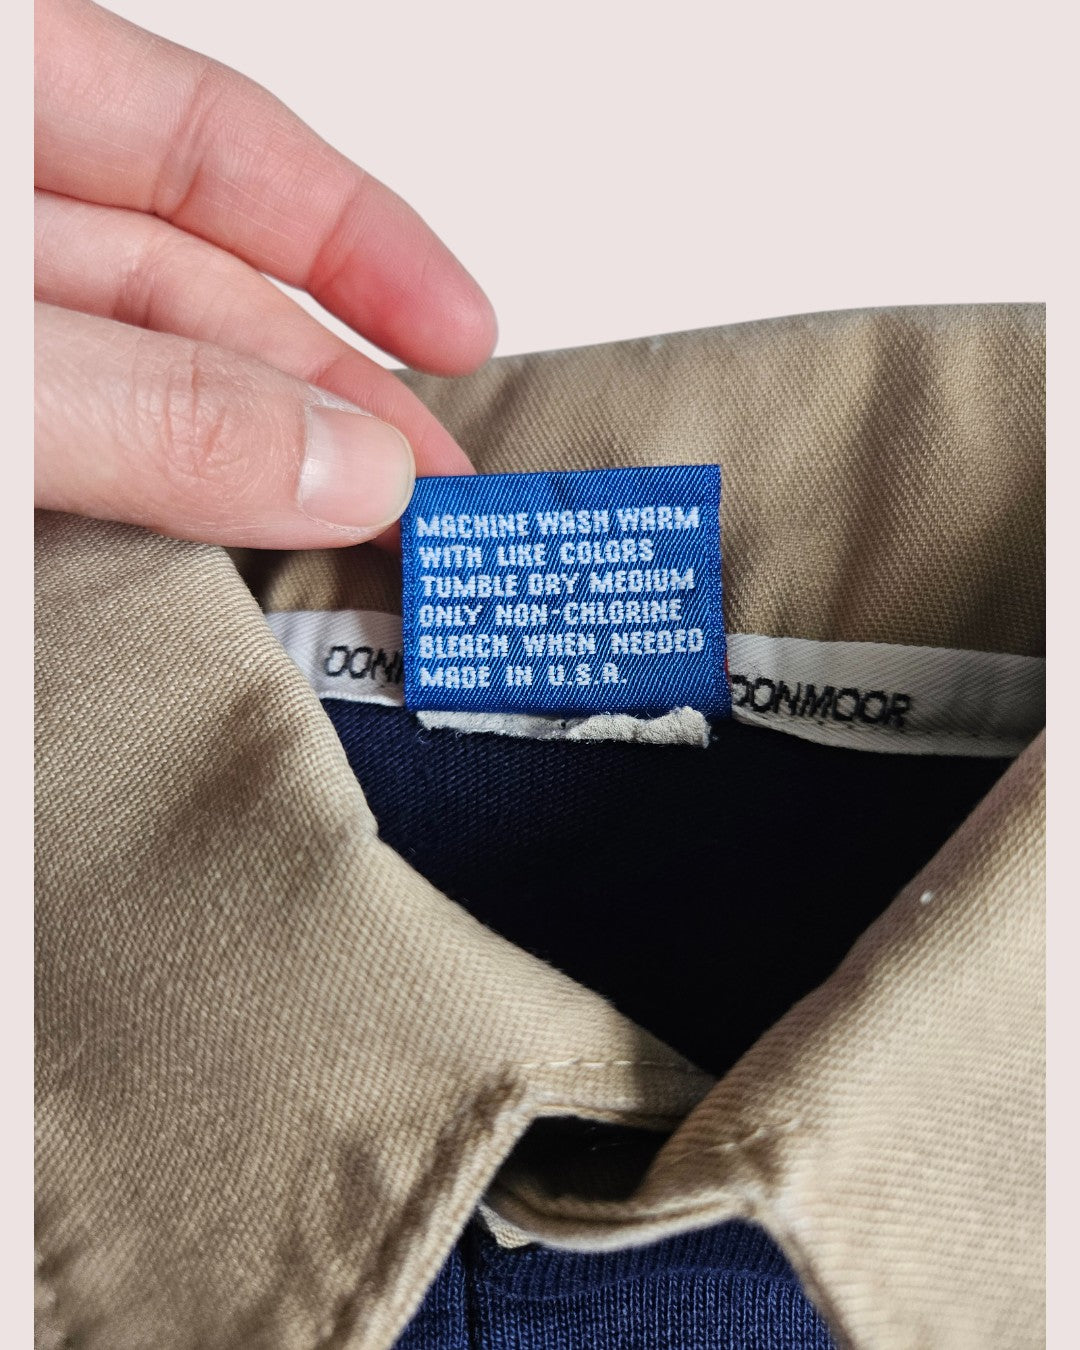 MACHINE WASH WARM
WITH LIKE COLORS
TUMBLE DRY MEDIUM
ONLY NON-CHLORINE
BLEACH WHEN NEEDED
MADE IN U.S.A.
DONMOOR